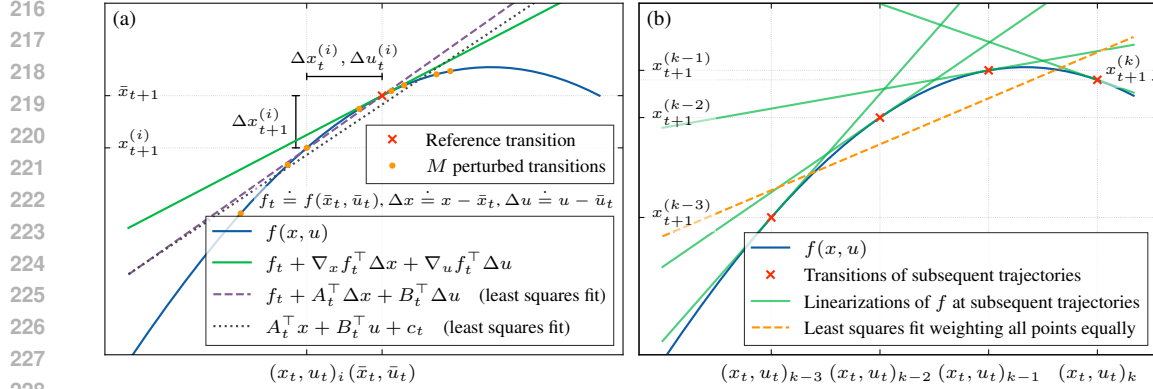 216
217
218
219
220
221
222
223
224
225
226
227
228
(a)
Δx_t^{(i)}, Δu_t^{(i)}
x̄_{t+1}
Δx_{t+1}^{(i)}
x_{t+1}^{(i)}
Reference transition
M perturbed transitions
f_t ≐ f(x̄_t, ū_t), Δx ≐ x − x̄_t, Δu ≐ u − ū_t
f(x, u)
f_t + ∇_x f_t^⊤ Δx + ∇_u f_t^⊤ Δu
f_t + A_t^⊤ Δx + B_t^⊤ Δu (least squares fit)
A_t^⊤ x + B_t^⊤ u + c_t (least squares fit)
(x_t, u_t)_i (x̄_t, ū_t)
(b)
x_{t+1}^{(k−1)}
x_{t+1}^{(k)}
x_{t+1}^{(k−2)}
x_{t+1}^{(k−3)}
f(x, u)
Transitions of subsequent trajectories
Linearizations of f at subsequent trajectories
Least squares fit weighting all points equally
(x_t, u_t)_{k−3} (x_t, u_t)_{k−2} (x_t, u_t)_{k−1} (x_t, u_t)_k